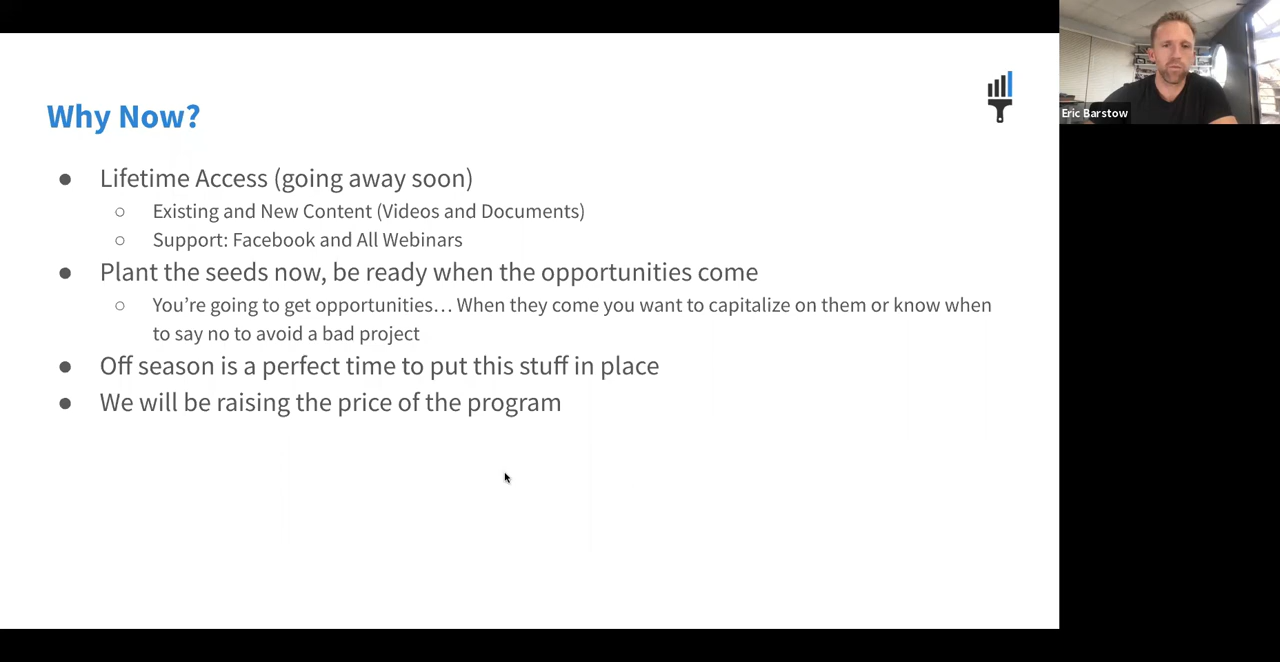 Why Now?
● Lifetime Access (going away soon)
○ Existing and New Content (Videos and Documents)
○ Support: Facebook and All Webinars
● Plant the seeds now, be ready when the opportunities come
○ You’re going to get opportunities… When they come you want to capitalize on them or know when
to say no to avoid a bad project
● Off season is a perfect time to put this stuff in place
● We will be raising the price of the program
Eric Barstow